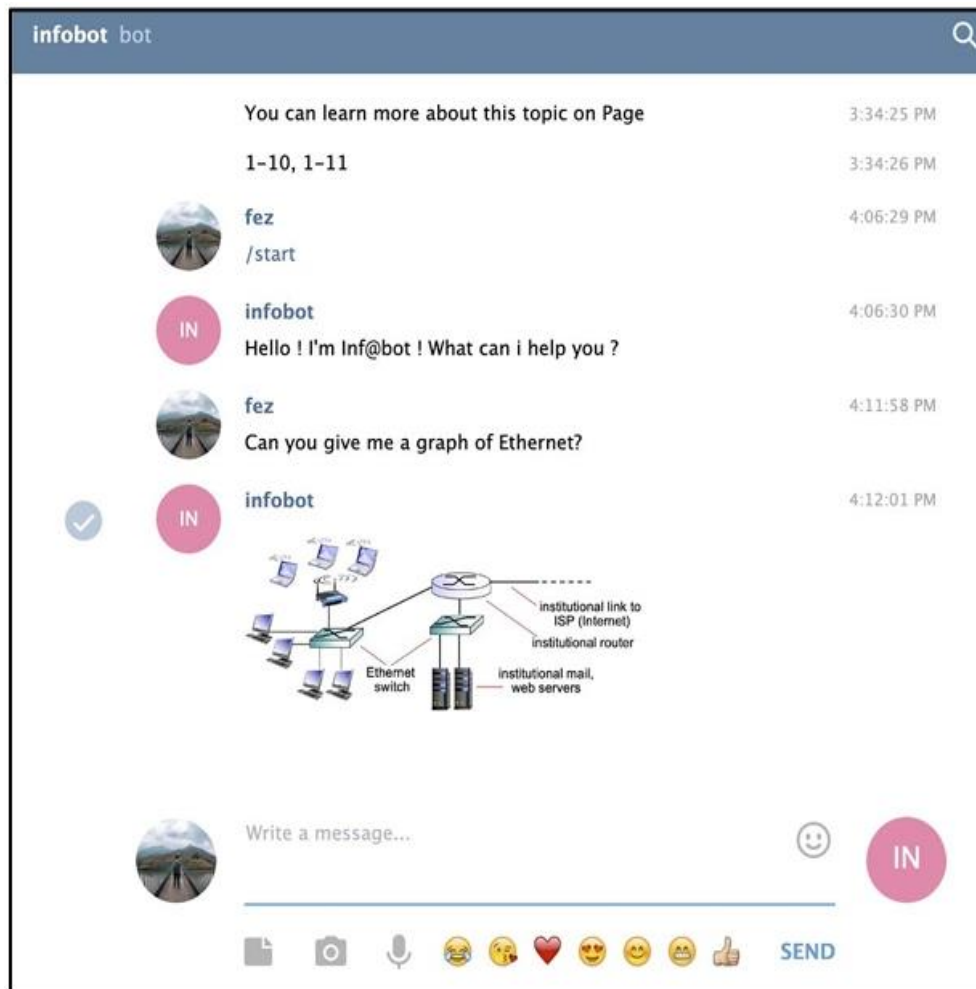 infobot bot
You can learn more about this topic on Page 3:34:25 PM
1-10, 1-11 3:34:26 PM
fez 4:06:29 PM
/start
IN
infobot 4:06:30 PM
Hello ! I'm Inf@bot ! What can i help you ?
fez 4:11:58 PM
Can you give me a graph of Ethernet?
IN
infobot 4:12:01 PM
institutional link to
ISP (Internet)
institutional router
Ethernet
switch
institutional mail,
web servers
Write a message...
IN
SEND